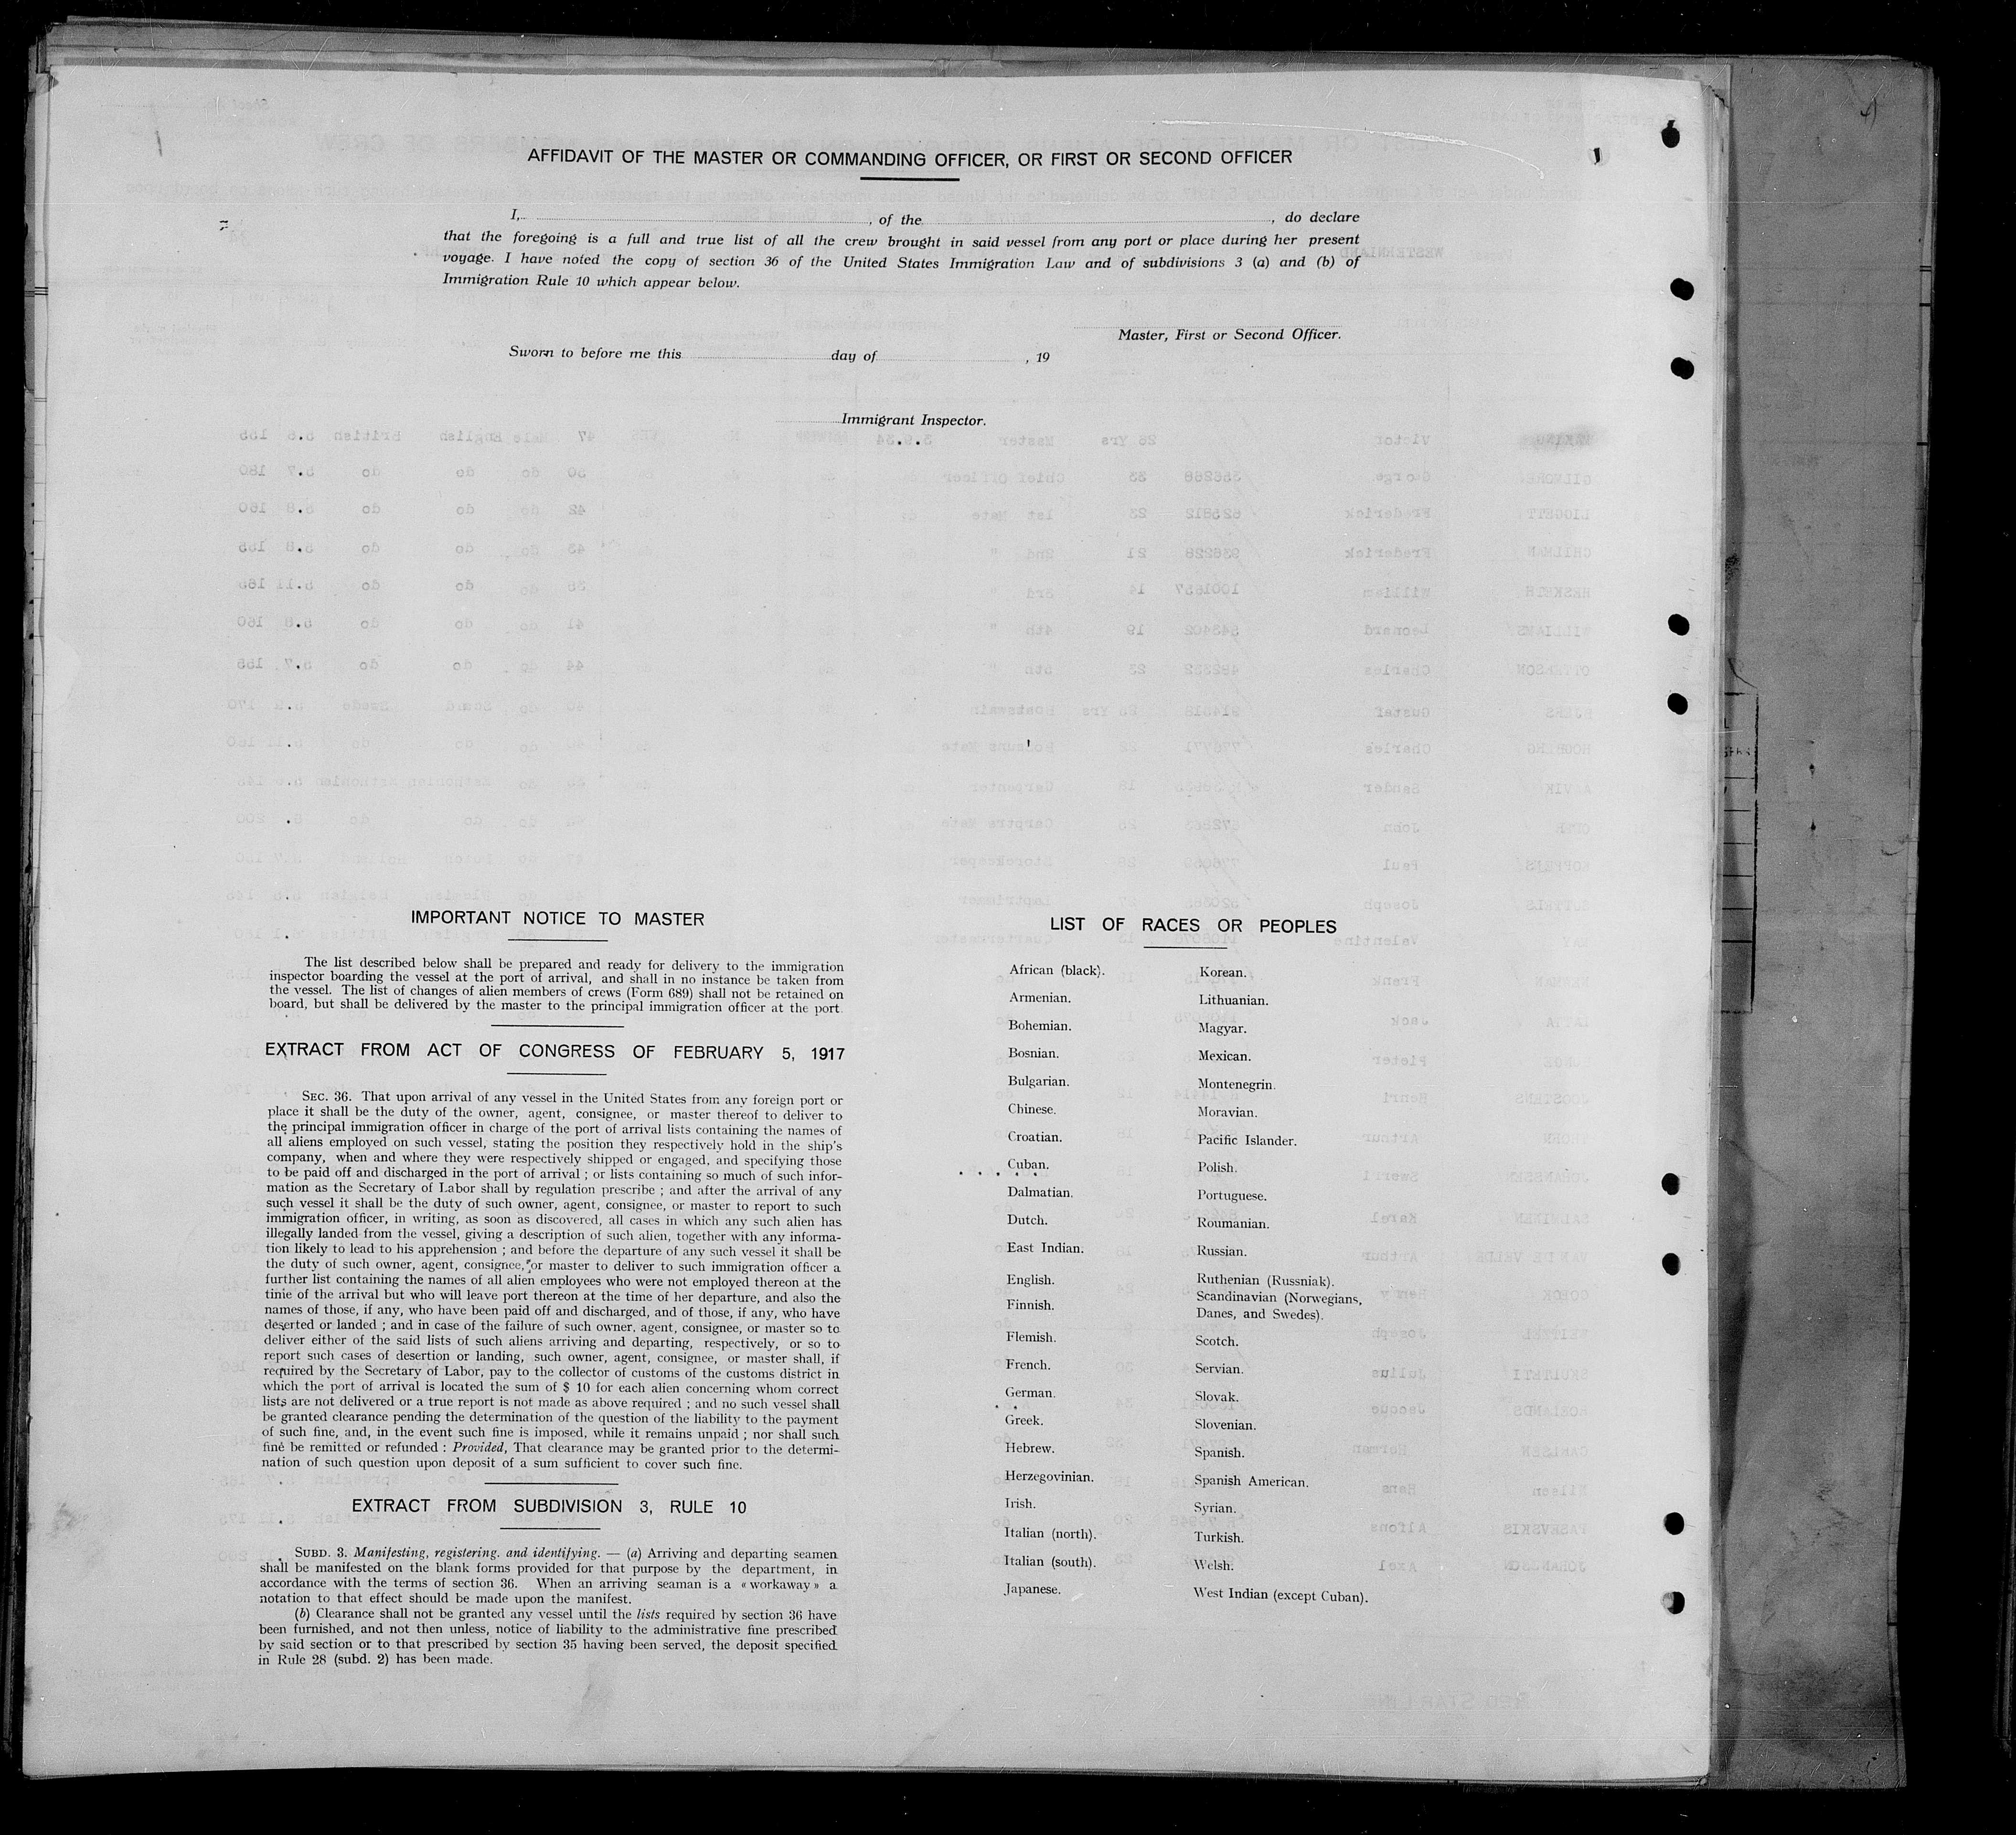 AFFIDAVIT OF THE MASTER OR COMMANDING OFFICER, OR FIRST OR SECOND OFFICER
I, , of the , do declare
that the foregoing is a full and true list of all the crew brought in said vessel from any port or place during her present
voyage. I have noted the copy of section 36 of the United States Immigration Law and of subdivisions 3 (a) and (b) of
Immigration Rule 10 which appear below.
Master, First or Second Officer.
Sworn to before me this day of , 19
Immigrant Inspector.
IMPORTANT NOTICE TO MASTER
The list described below shall be prepared and ready for delivery to the immigration
inspector boarding the vessel at the port of arrival, and shall in no instance be taken from
the vessel. The list of changes of alien members of crews (Form 689) shall not be retained on
board, but shall be delivered by the master to the principal immigration officer at the port.
EXTRACT FROM ACT OF CONGRESS OF FEBRUARY 5, 1917
SEC. 36. That upon arrival of any vessel in the United States from any foreign port or
place it shall be the duty of the owner, agent, consignee, or master thereof to deliver to
the principal immigration officer in charge of the port of arrival lists containing the names of
all aliens employed on such vessel, stating the position they respectively hold in the ship's
company, when and where they were respectively shipped or engaged, and specifying those
to be paid off and discharged in the port of arrival ; or lists containing so much of such infor-
mation as the Secretary of Labor shall by regulation prescribe ; and after the arrival of any
such vessel it shall be the duty of such owner, agent, consignee, or master to report to such
immigration officer, in writing, as soon as discovered, all cases in which any such alien has
illegally landed from the vessel, giving a description of such alien, together with any informa-
tion likely to lead to his apprehension ; and before the departure of any such vessel it shall be
the duty of such owner, agent, consignee, or master to deliver to such immigration officer a
further list containing the names of all alien employees who were not employed thereon at the
time of the arrival but who will leave port thereon at the time of her departure, and also the
names of those, if any, who have been paid off and discharged, and of those, if any, who have
deserted or landed ; and in case of the failure of such owner, agent, consignee, or master so to
deliver either of the said lists of such aliens arriving and departing, respectively, or so to
report such cases of desertion or landing, such owner, agent, consignee, or master shall, if
required by the Secretary of Labor, pay to the collector of customs of the customs district in
which the port of arrival is located the sum of $ 10 for each alien concerning whom correct
lists are not delivered or a true report is not made as above required ; and no such vessel shall
be granted clearance pending the determination of the question of the liability to the payment
of such fine, and, in the event such fine is imposed, while it remains unpaid ; nor shall such
fine be remitted or refunded : Provided, That clearance may be granted prior to the determi-
nation of such question upon deposit of a sum sufficient to cover such fine.
EXTRACT FROM SUBDIVISION 3, RULE 10
SUBD. 3. Manifesting, registering, and identifying. — (a) Arriving and departing seamen
shall be manifested on the blank forms provided for that purpose by the department, in
accordance with the terms of section 36. When an arriving seaman is a « workaway » a
notation to that effect should be made upon the manifest.
(b) Clearance shall not be granted any vessel until the lists required by section 36 have
been furnished, and not then unless, notice of liability to the administrative fine prescribed
by said section or to that prescribed by section 35 having been served, the deposit specified
in Rule 28 (subd. 2) has been made.
LIST OF RACES OR PEOPLES
African (black).
Armenian.
Bohemian.
Bosnian.
Bulgarian.
Chinese.
Croatian.
Cuban.
Dalmatian.
Dutch.
East Indian.
English.
Finnish.
Flemish.
French.
German.
Greek.
Hebrew.
Herzegovinian.
Irish.
Italian (north).
Italian (south).
Japanese.
Korean.
Lithuanian.
Magyar.
Mexican.
Montenegrin.
Moravian.
Pacific Islander.
Polish.
Portuguese.
Roumanian.
Russian.
Ruthenian (Russniak).
Scandinavian (Norwegians,
Danes, and Swedes).
Scotch.
Servian.
Slovak.
Slovenian.
Spanish.
Spanish American.
Syrian.
Turkish.
Welsh.
West Indian (except Cuban).